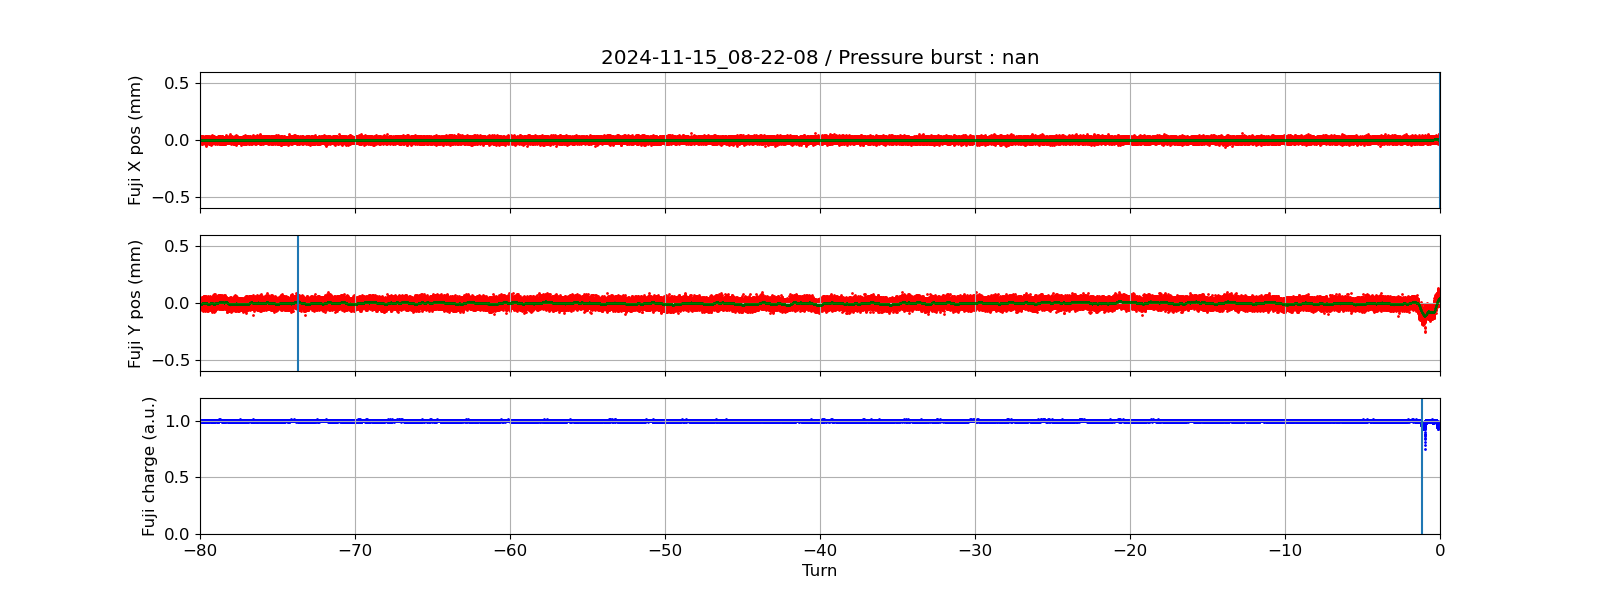 2024-11-15_08-22-08 / Pressure burst : nan
Fuji X pos (mm)
0.5
0.0
−0.5
Fuji Y pos (mm)
0.5
0.0
−0.5
Fuji charge (a.u.)
1.0
0.5
0.0
−80 −70 −60 −50 −40 −30 −20 −10 0
Turn